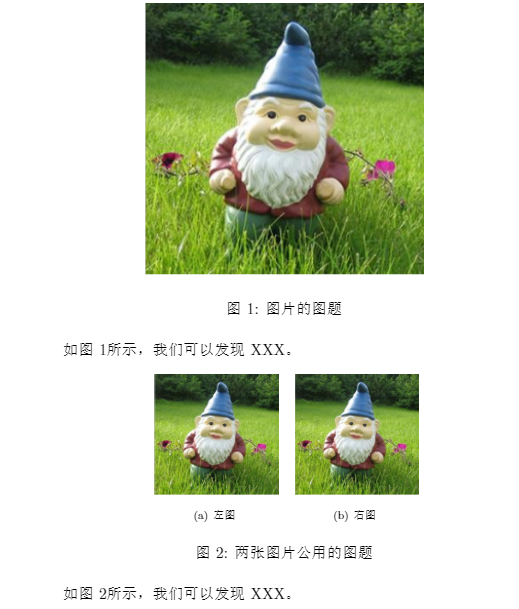 图 1: 图片的图题
如图 1所示，我们可以发现 XXX。
(a) 左图
(b) 右图
图 2: 两张图片公用的图题
如图 2所示，我们可以发现 XXX。